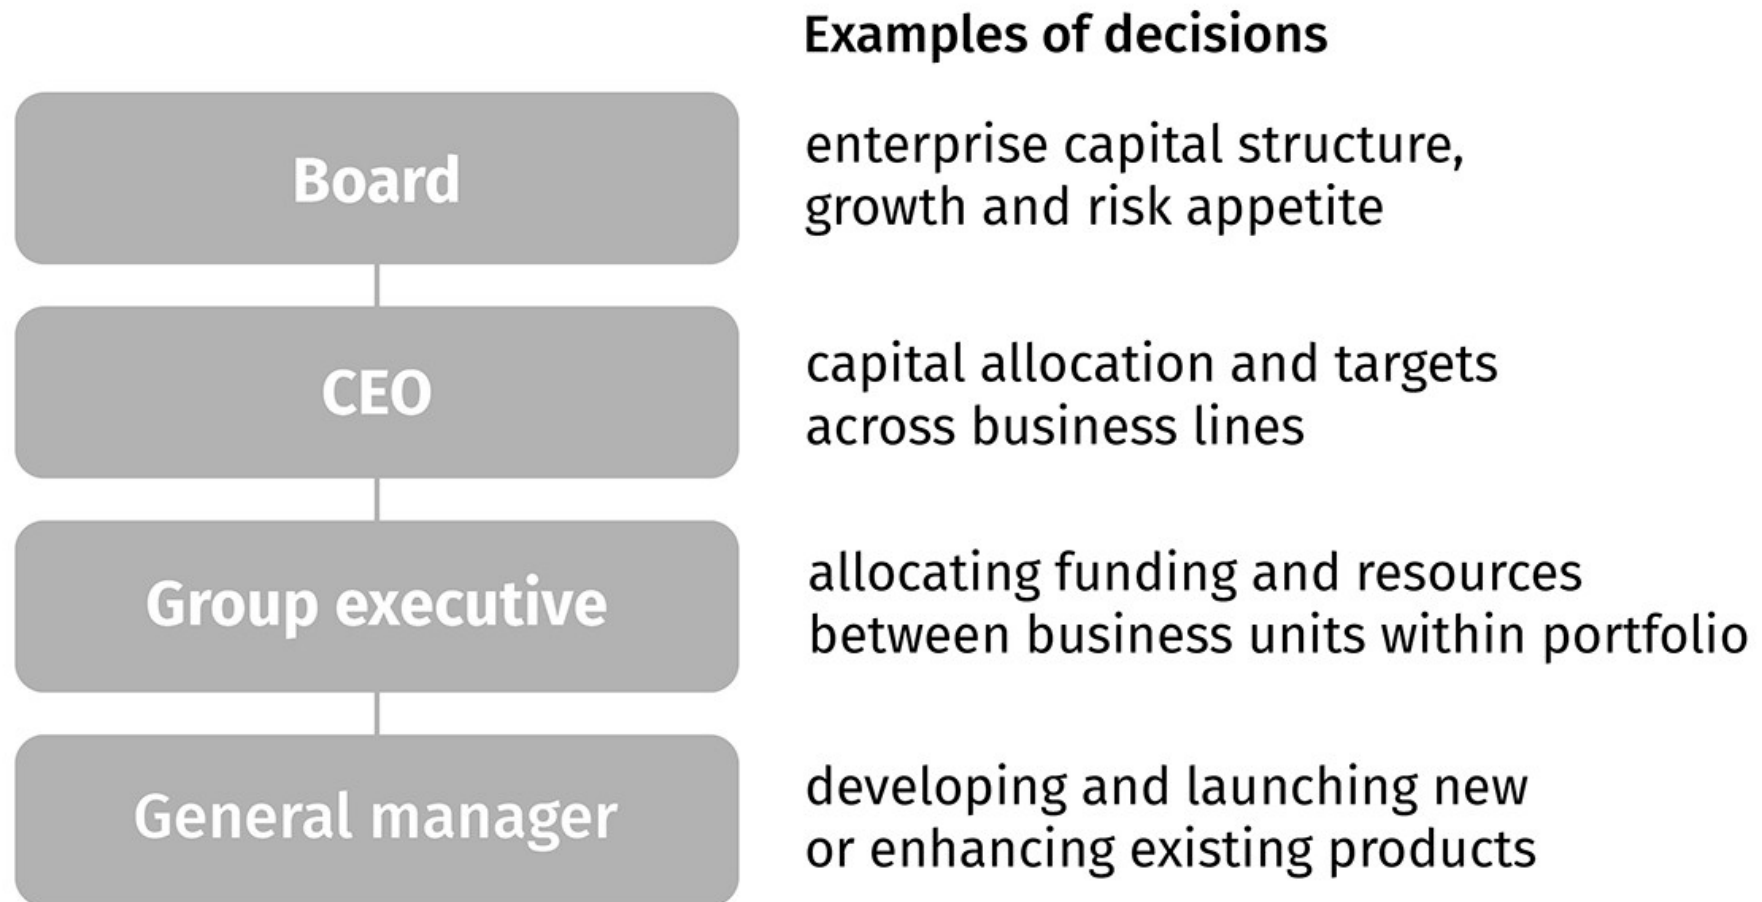 Examples of decisions
Board
enterprise capital structure,
growth and risk appetite
CEO
capital allocation and targets
across business lines
Group executive
allocating funding and resources
between business units within portfolio
General manager
developing and launching new
or enhancing existing products